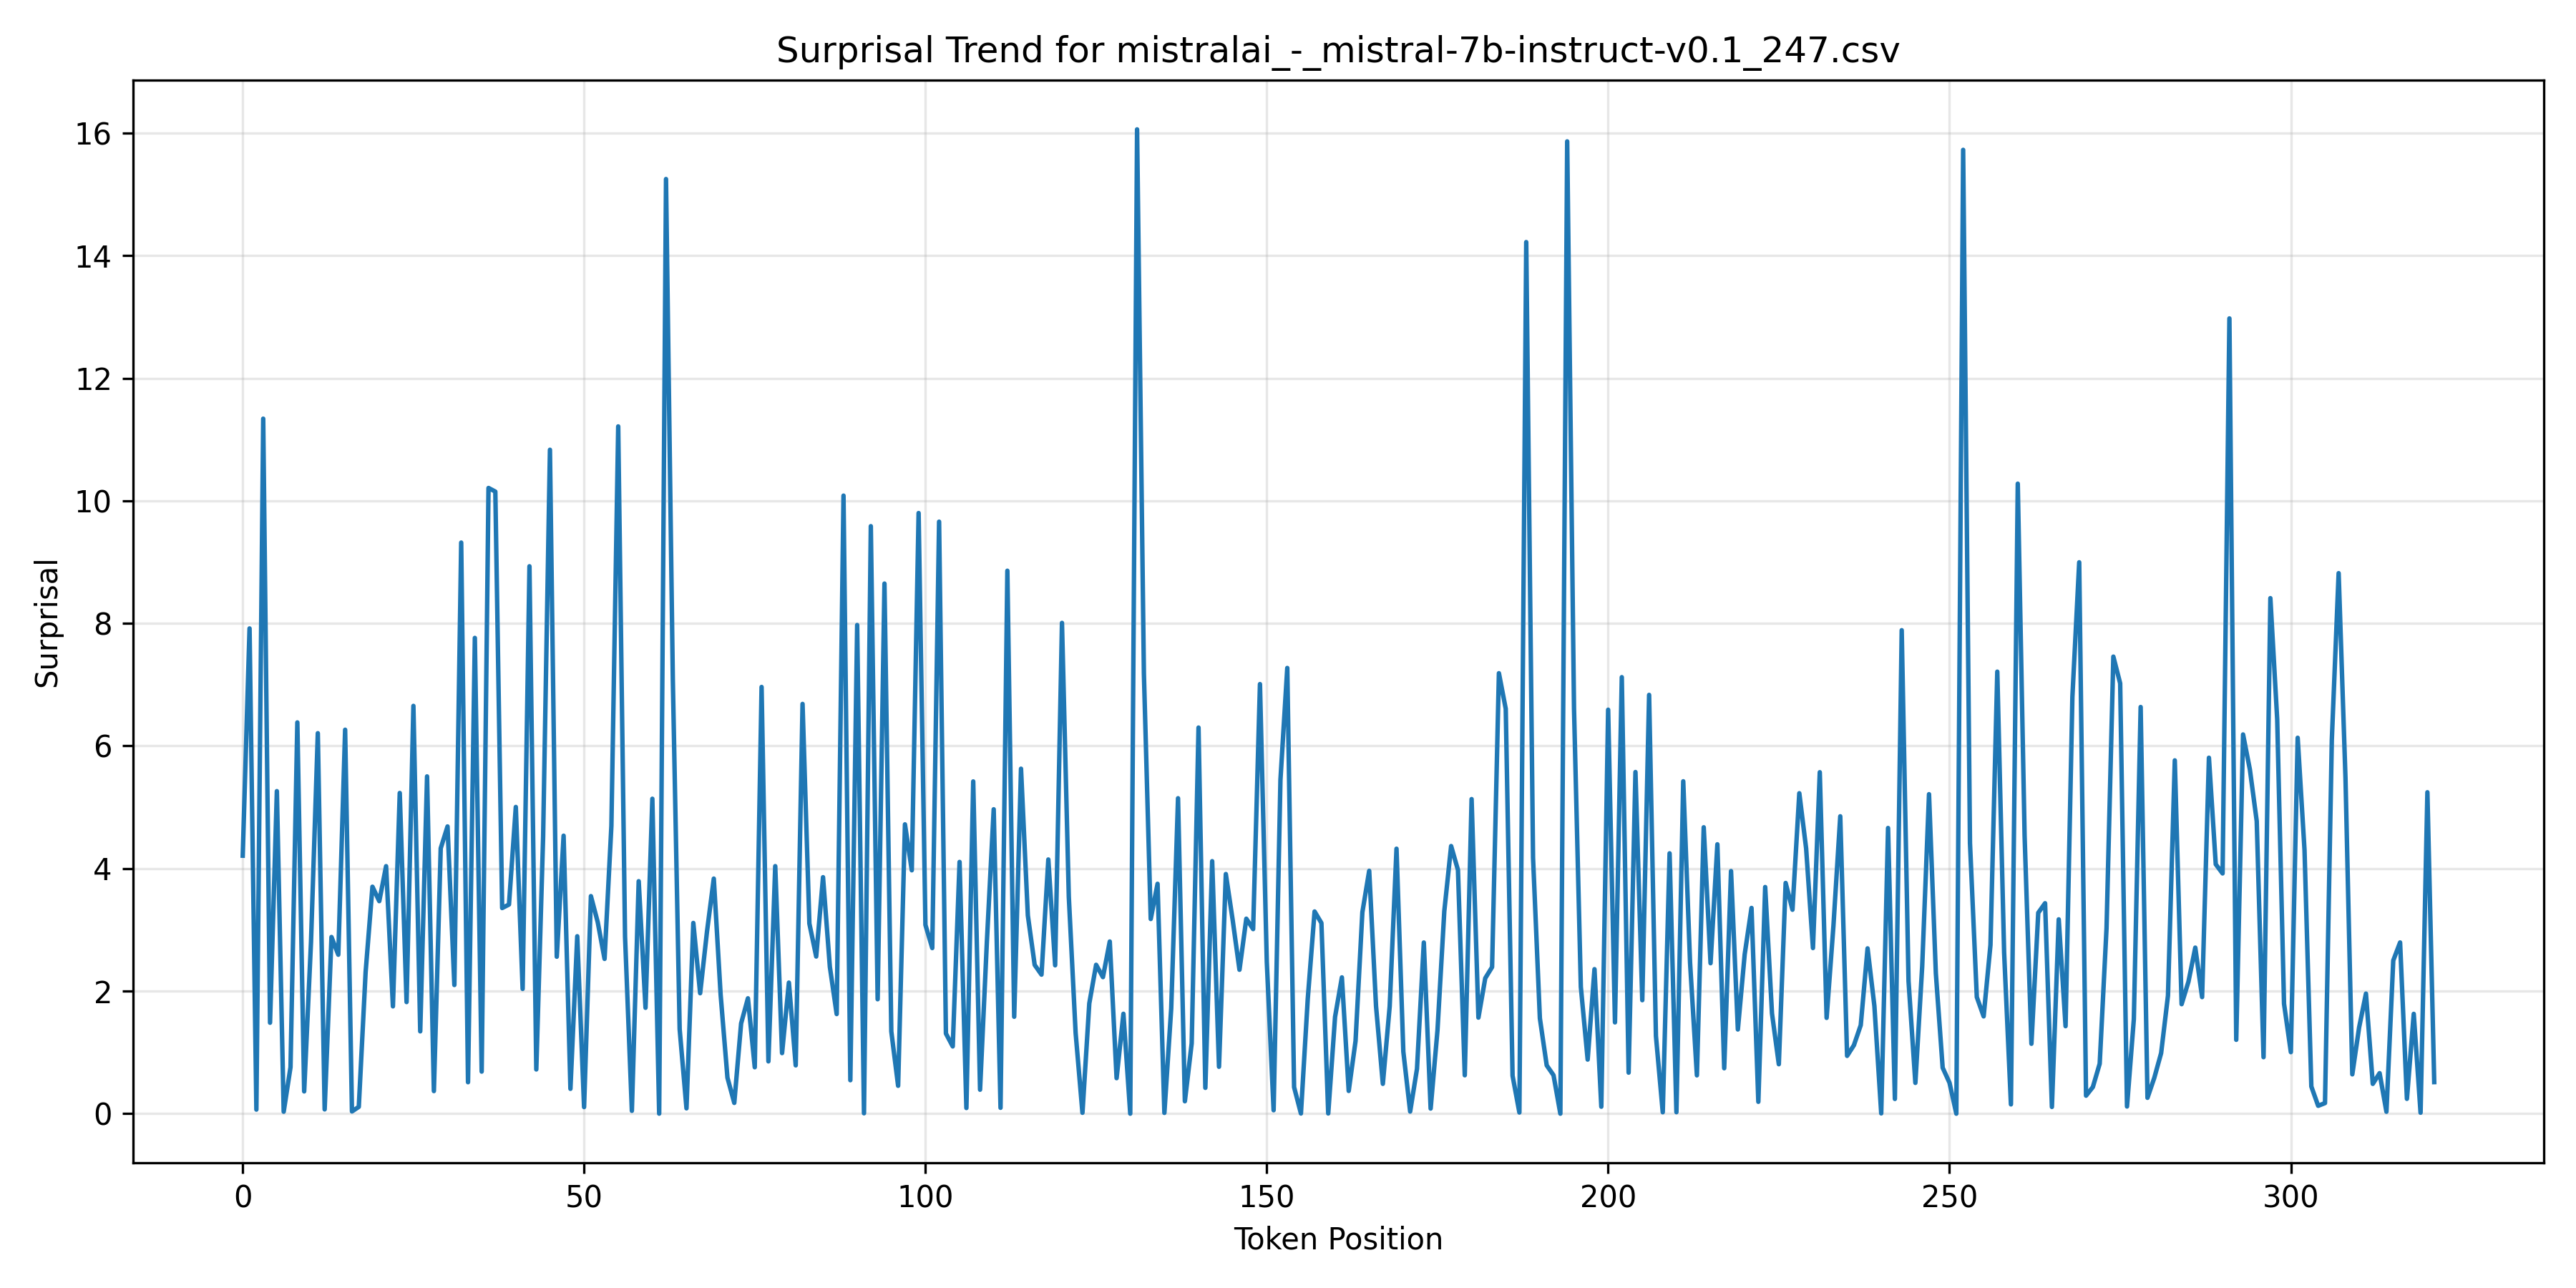 Surprisal Trend for mistralai_-_mistral-7b-instruct-v0.1_247.csv
16
14
12
10
8
6
4
2
0
Surprisal
0 50 100 150 200 250 300
Token Position